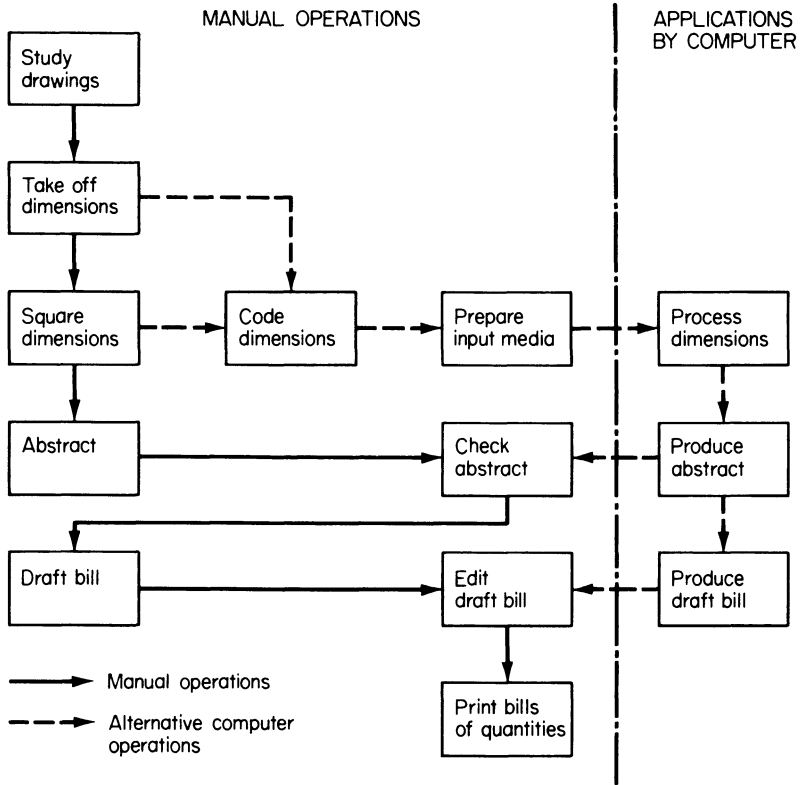 MANUAL OPERATIONS
APPLICATIONS
BY COMPUTER
Study
drawings
Take off
dimensions
Square
dimensions
Code
dimensions
Prepare
input media
Process
dimensions
Abstract
Check
abstract
Produce
abstract
Draft bill
Edit
draft bill
Produce
draft bill
Manual operations
Alternative computer
operations
Print bills
of quantities